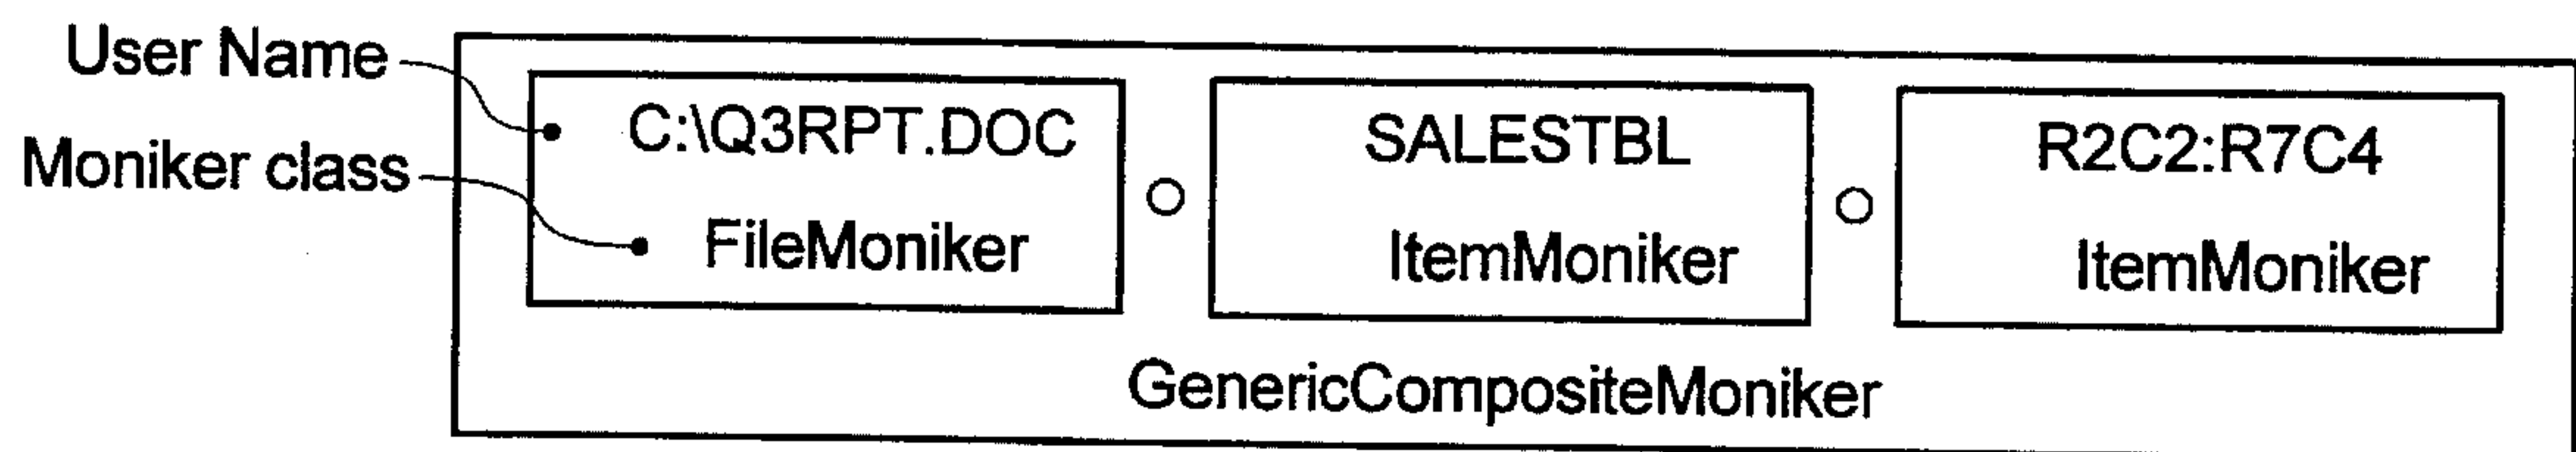 User Name
Moniker class
C:\Q3RPT.DOC
FileMoniker
SALESTBL
ItemMoniker
R2C2:R7C4
ItemMoniker
GenericCompositeMoniker